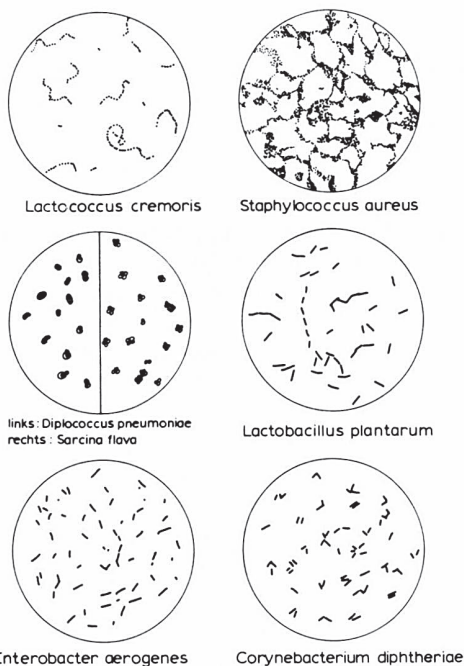 Lactococcus cremoris
Staphylococcus aureus
links: Diplococcus pneumoniae
rechts: Sarcina flava
Lactobacillus plantarum
Enterobacter aerogenes
Corynebacterium diphtheriae